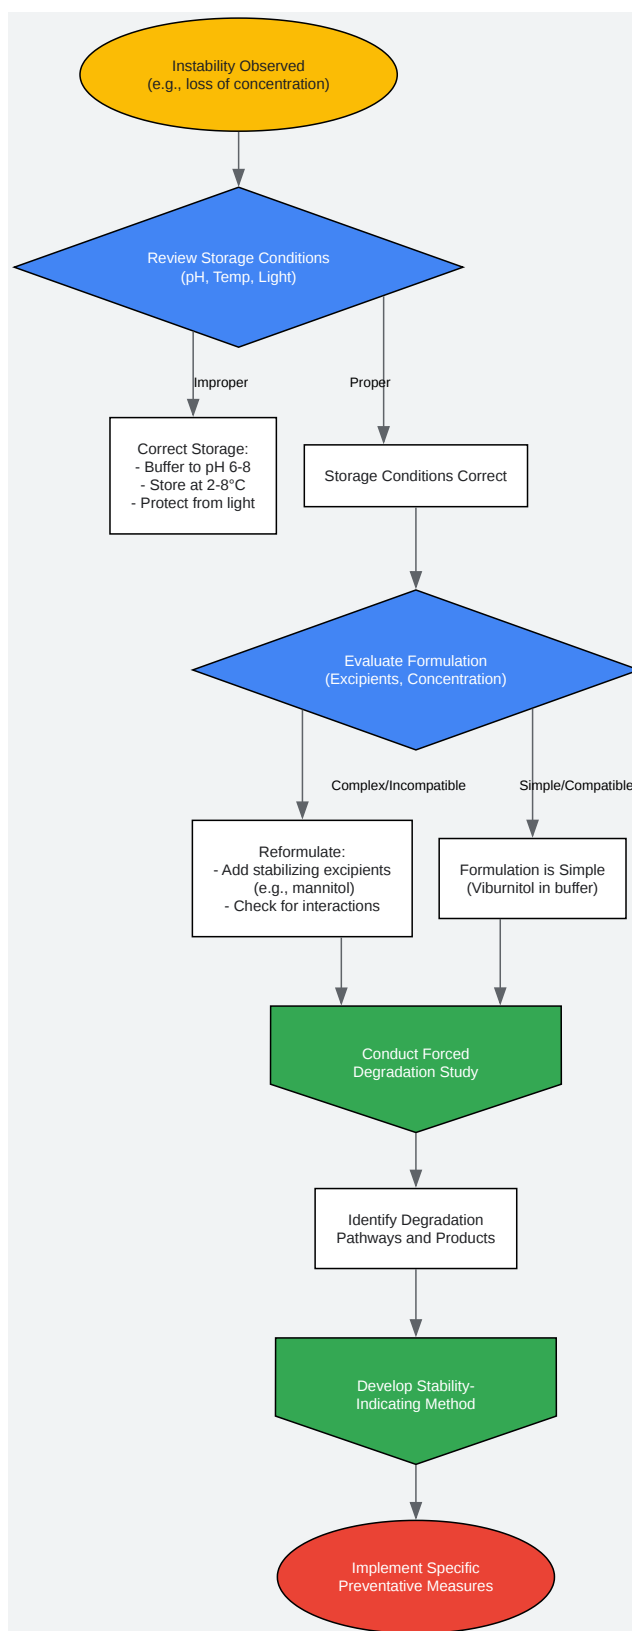 Instability Observed
(e.g., loss of concentration)
Review Storage Conditions
(pH, Temp, Light)
Improper
Proper
Correct Storage:
- Buffer to pH 6-8
- Store at 2-8°C
- Protect from light
Storage Conditions Correct
Evaluate Formulation
(Excipients, Concentration)
Complex/Incompatible
Simple/Compatible
Reformulate:
- Add stabilizing excipients
(e.g., mannitol)
- Check for interactions
Formulation is Simple
(Viburnitol in buffer)
Conduct Forced
Degradation Study
Identify Degradation
Pathways and Products
Develop Stability-
Indicating Method
Implement Specific
Preventative Measures